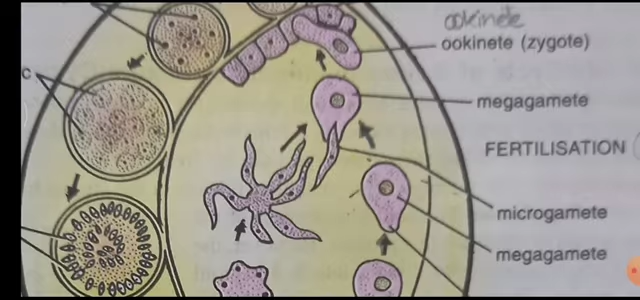 ookinete
ookinete (zygote)
c
megagamete
FERTILISATION
microgamete
megagamete